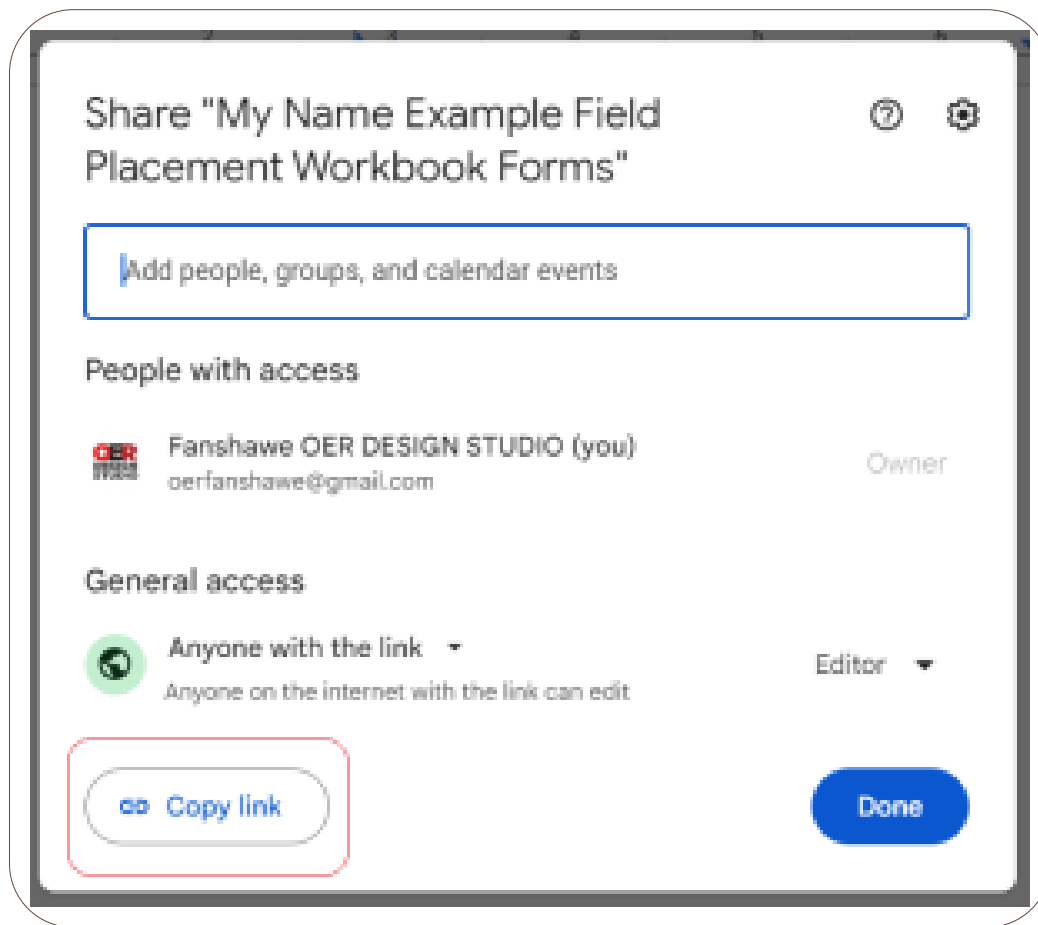 Share "My Name Example Field
Placement Workbook Forms"
Add people, groups, and calendar events
People with access
OER
Fanshawe OER DESIGN STUDIO (you)
oerfanshawe@gmail.com
Owner
General access
Anyone with the link
Anyone on the internet with the link can edit
Editor
Copy link
Done